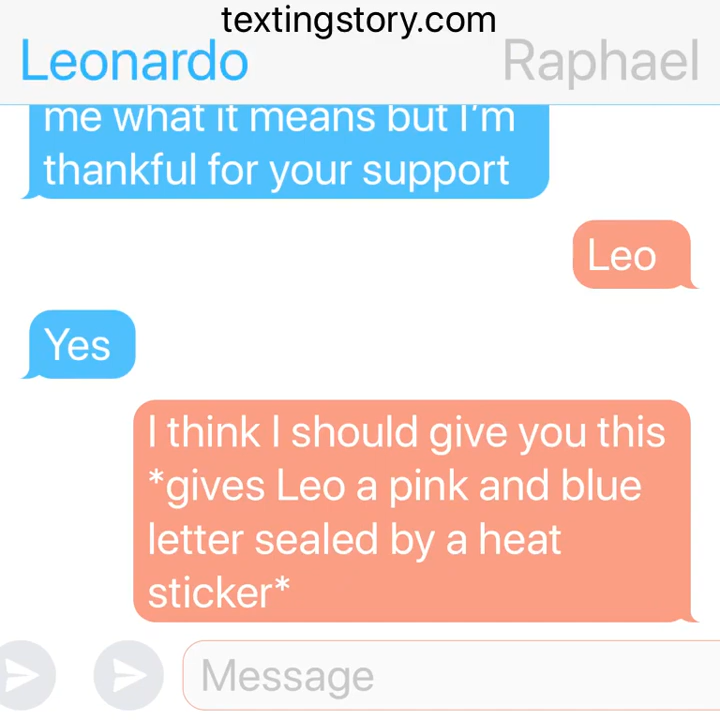 textingstory.com
Leonardo
Raphael
me what it means but I'm
thankful for your support
Leo
Yes
I think I should give you this
*gives Leo a pink and blue
letter sealed by a heat
sticker*
Message